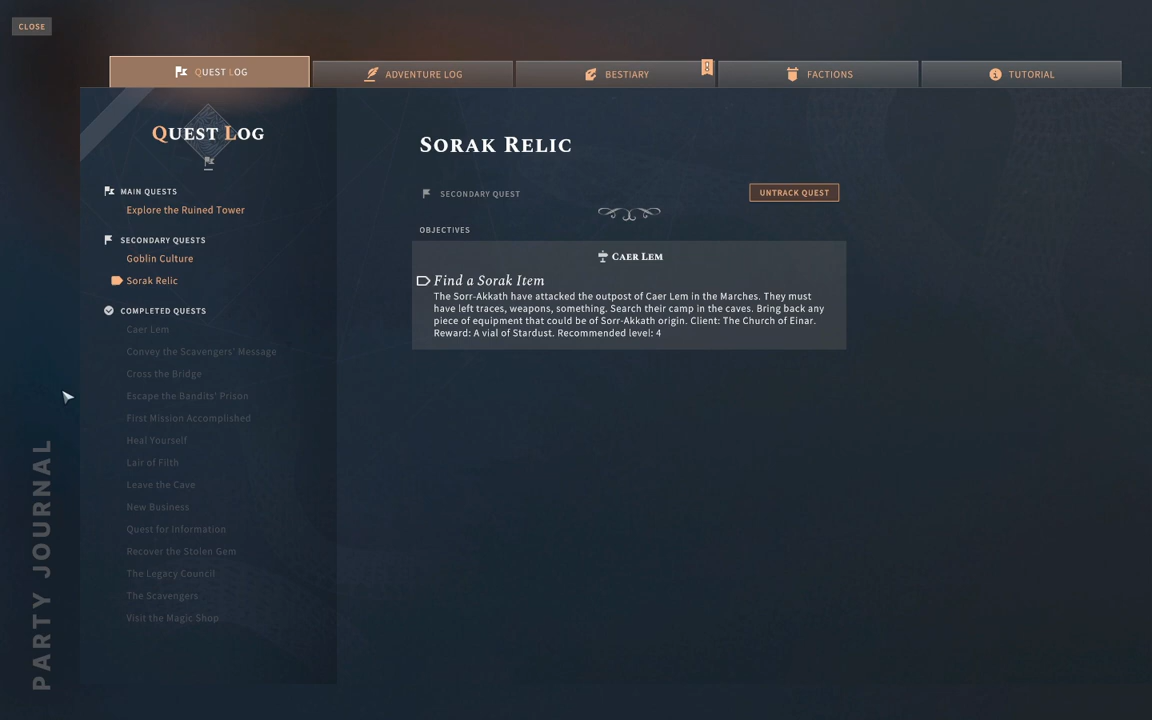 CLOSE
QUEST LOG
ADVENTURE LOG
BESTIARY
FACTIONS
TUTORIAL
QUEST LOG
MAIN QUESTS
Explore the Ruined Tower
SECONDARY QUESTS
Goblin Culture
Sorak Relic
COMPLETED QUESTS
Caer Lem
Convey the Scavengers' Message
Cross the Bridge
Escape the Bandits' Prison
First Mission Accomplished
Heal Yourself
Lair of Filth
Leave the Cave
New Business
Quest for Information
Recover the Stolen Gem
The Legacy Council
The Scavengers
Visit the Magic Shop
PARTY JOURNAL
SORAK RELIC
SECONDARY QUEST
UNTRACK QUEST
OBJECTIVES
CAER LEM
Find a Sorak Item
The Sorr-Akkath have attacked the outpost of Caer Lem in the Marches. They must
have left traces, weapons, something. Search their camp in the caves. Bring back any
piece of equipment that could be of Sorr-Akkath origin. Client: The Church of Einar.
Reward: A vial of Stardust. Recommended level: 4